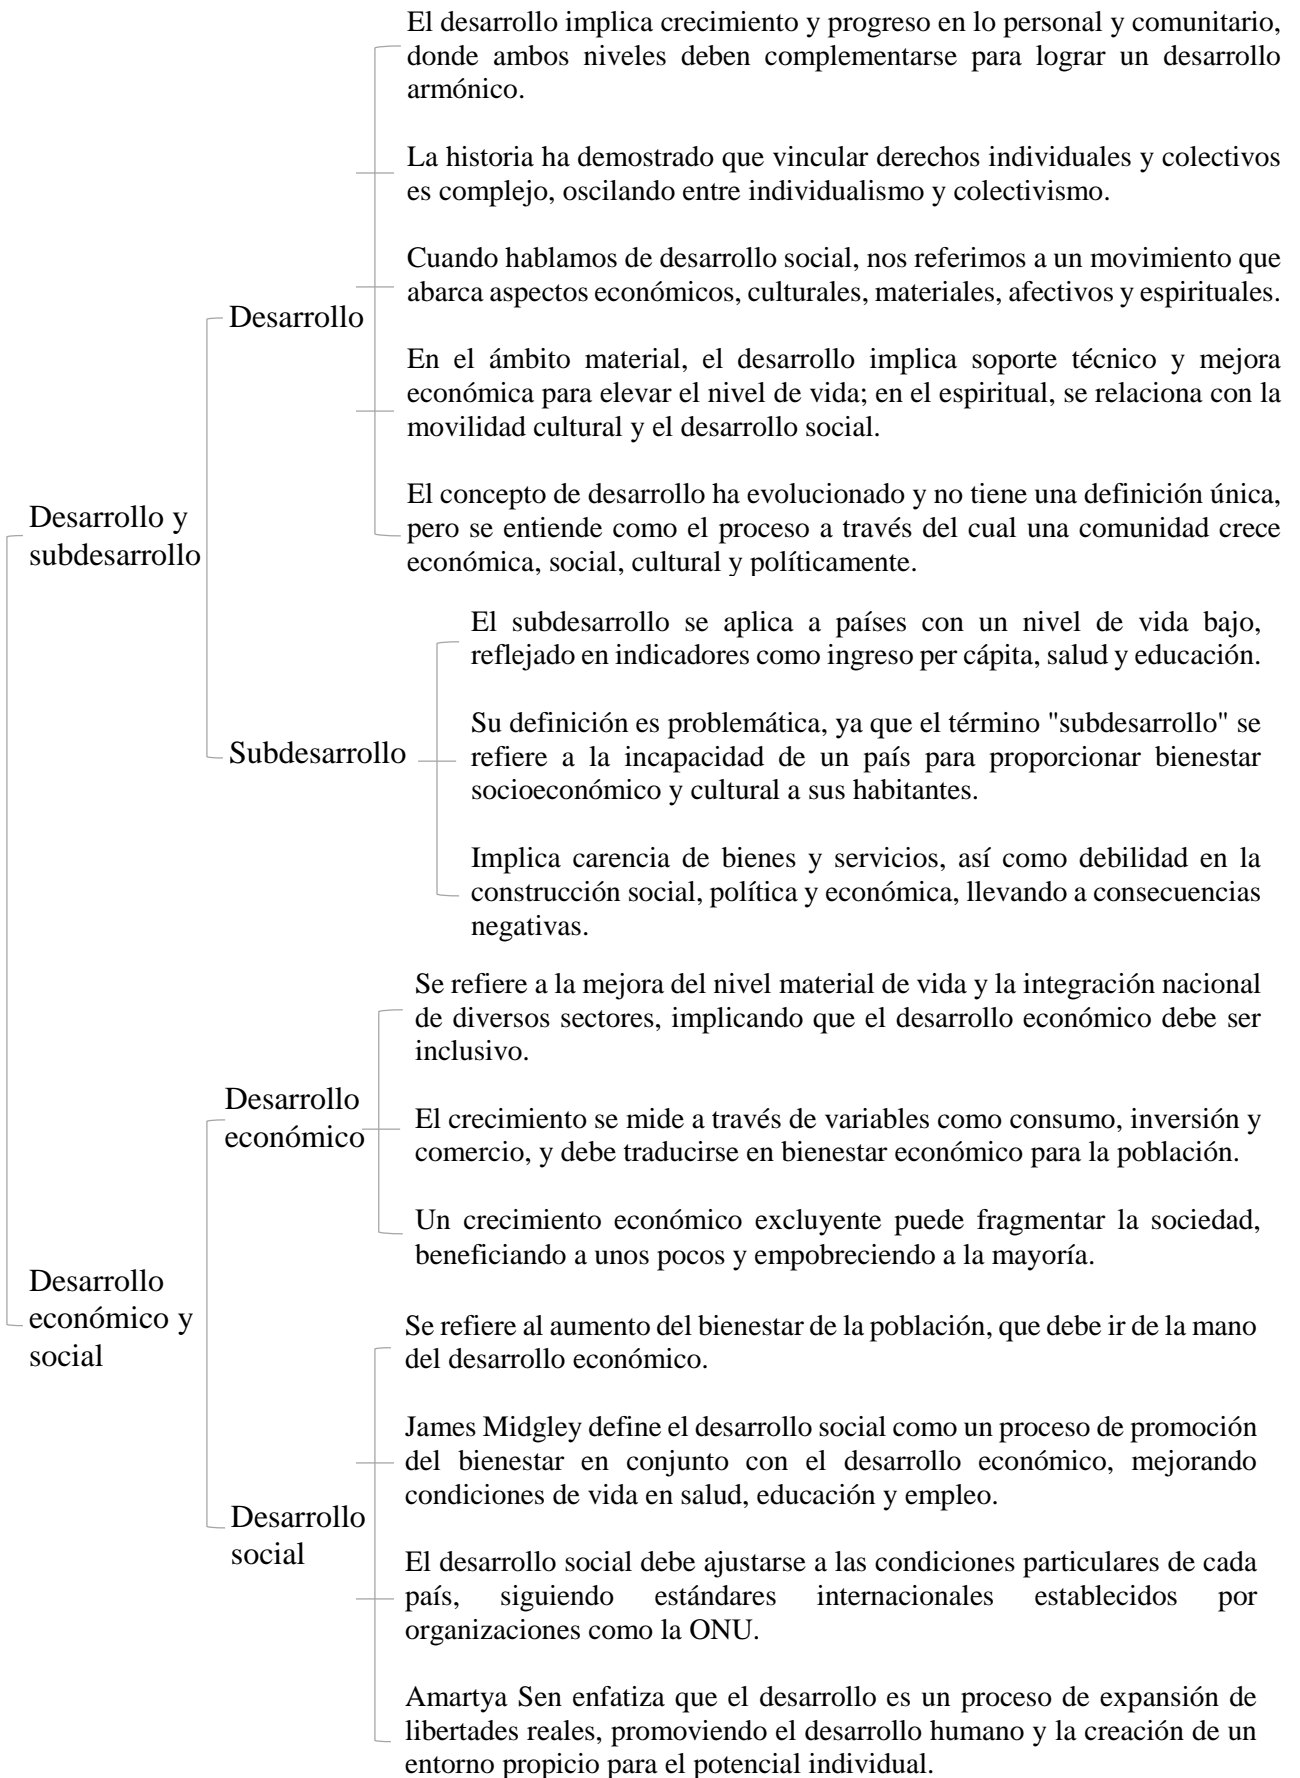 El desarrollo implica crecimiento y progreso en lo personal y comunitario,
donde ambos niveles deben complementarse para lograr un desarrollo
armónico.
La historia ha demostrado que vincular derechos individuales y colectivos
es complejo, oscilando entre individualismo y colectivismo.
Cuando hablamos de desarrollo social, nos referimos a un movimiento que
abarca aspectos económicos, culturales, materiales, afectivos y espirituales.
Desarrollo
En el ámbito material, el desarrollo implica soporte técnico y mejora
económica para elevar el nivel de vida; en el espiritual, se relaciona con la
movilidad cultural y el desarrollo social.
El concepto de desarrollo ha evolucionado y no tiene una definición única,
pero se entiende como el proceso a través del cual una comunidad crece
económica, social, cultural y políticamente.
Desarrollo y
subdesarrollo
El subdesarrollo se aplica a países con un nivel de vida bajo,
reflejado en indicadores como ingreso per cápita, salud y educación.
Subdesarrollo
Su definición es problemática, ya que el término "subdesarrollo" se
refiere a la incapacidad de un país para proporcionar bienestar
socioeconómico y cultural a sus habitantes.
Implica carencia de bienes y servicios, así como debilidad en la
construcción social, política y económica, llevando a consecuencias
negativas.
Se refiere a la mejora del nivel material de vida y la integración nacional
de diversos sectores, implicando que el desarrollo económico debe ser
inclusivo.
Desarrollo
económico
El crecimiento se mide a través de variables como consumo, inversión y
comercio, y debe traducirse en bienestar económico para la población.
Un crecimiento económico excluyente puede fragmentar la sociedad,
beneficiando a unos pocos y empobreciendo a la mayoría.
Desarrollo
económico y
social
Se refiere al aumento del bienestar de la población, que debe ir de la mano
del desarrollo económico.
James Midgley define el desarrollo social como un proceso de promoción
del bienestar en conjunto con el desarrollo económico, mejorando
condiciones de vida en salud, educación y empleo.
Desarrollo
social
El desarrollo social debe ajustarse a las condiciones particulares de cada
país, siguiendo estándares internacionales establecidos por
organizaciones como la ONU.
Amartya Sen enfatiza que el desarrollo es un proceso de expansión de
libertades reales, promoviendo el desarrollo humano y la creación de un
entorno propicio para el potencial individual.